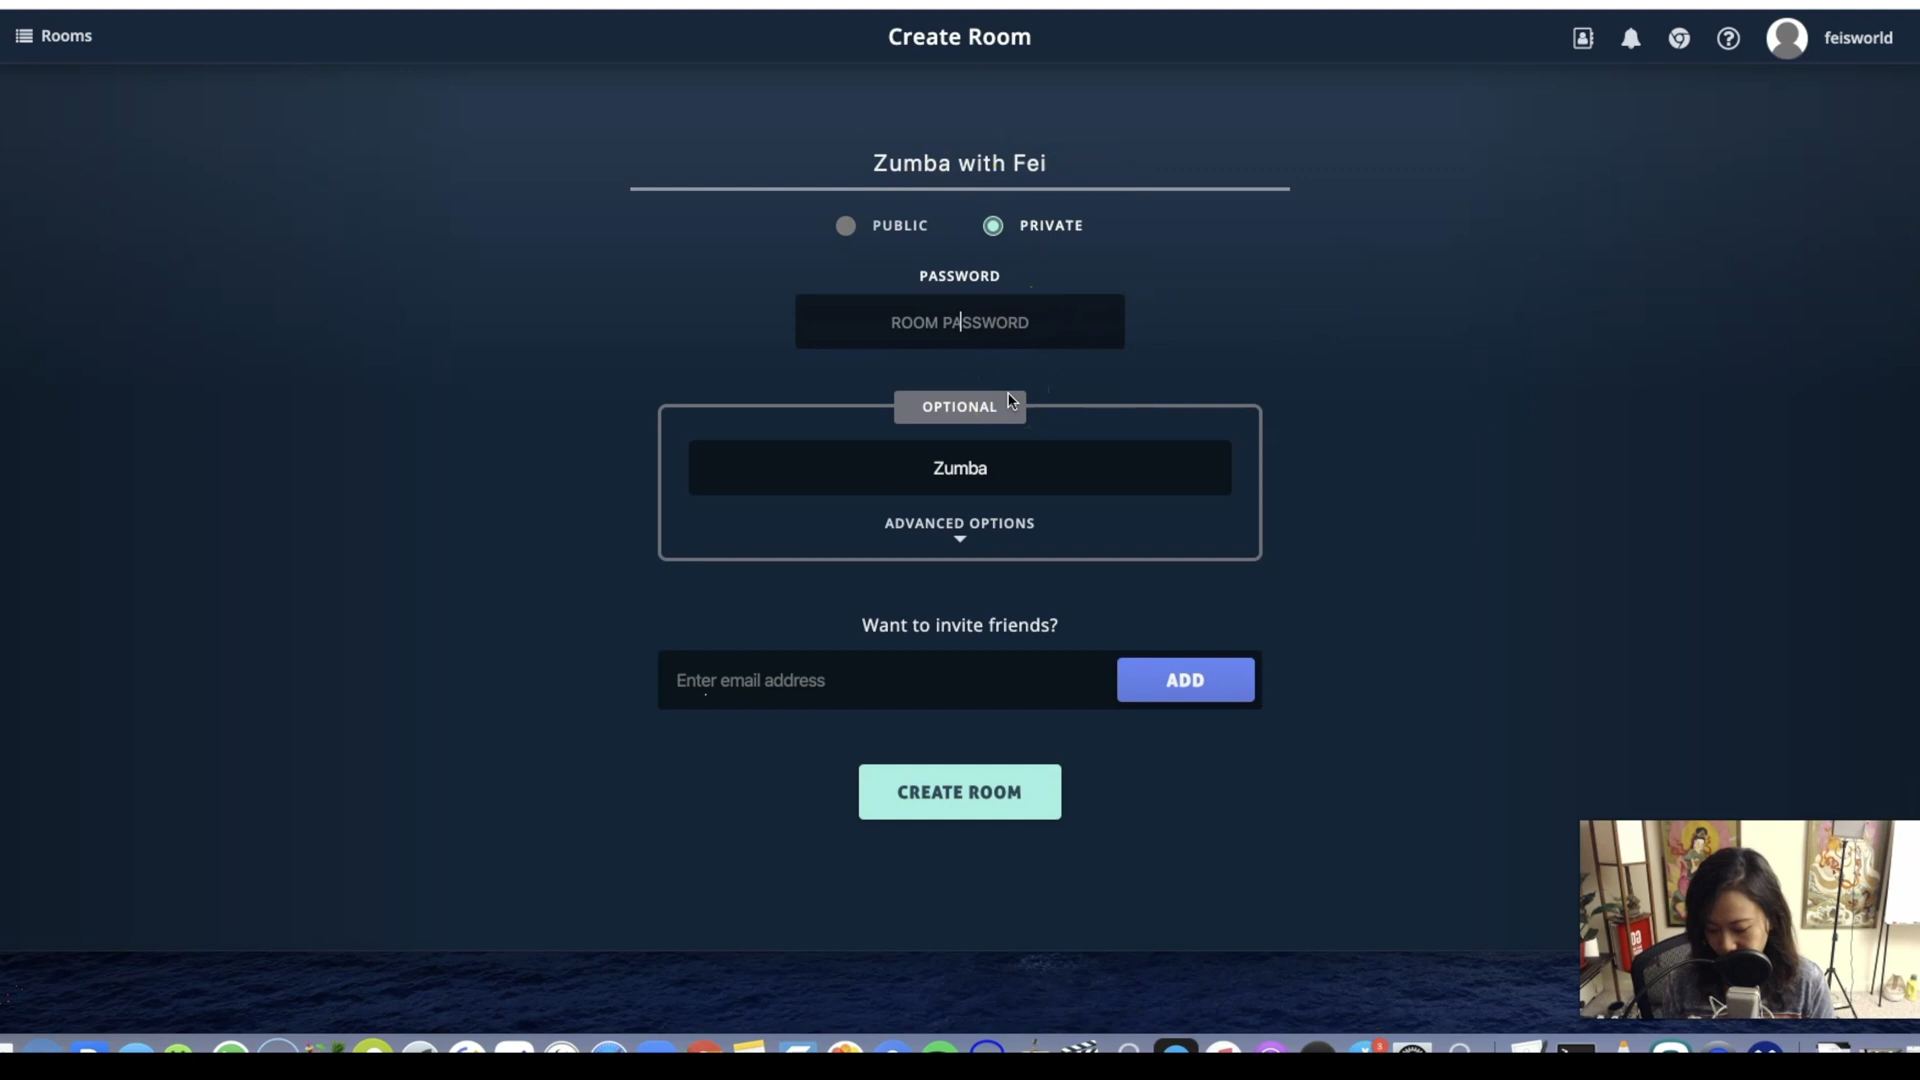 Rooms
Create Room
feisworld
Zumba with Fei
PUBLIC
PRIVATE
PASSWORD
ROOM PASSWORD
OPTIONAL
Zumba
ADVANCED OPTIONS
Want to invite friends?
Enter email address
ADD
CREATE ROOM